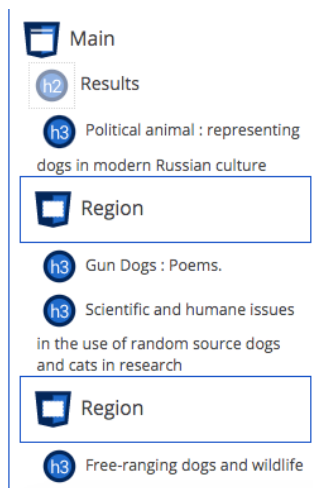 Main
h2 Results
h3 Political animal : representing
dogs in modern Russian culture
Region
h3 Gun Dogs : Poems.
h3 Scientific and humane issues
in the use of random source dogs
and cats in research
Region
h3 Free-ranging dogs and wildlife